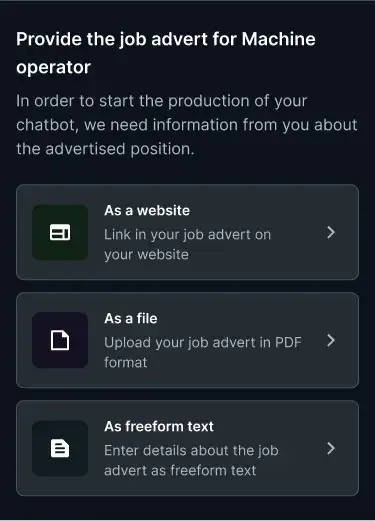 Provide the job advert for Machine
operator
In order to start the production of your
chatbot, we need information from you about
the advertised position.
As a website
Link in your job advert on
your website
As a file
Upload your job advert in PDF
format
As freeform text
Enter details about the job
advert as freeform text